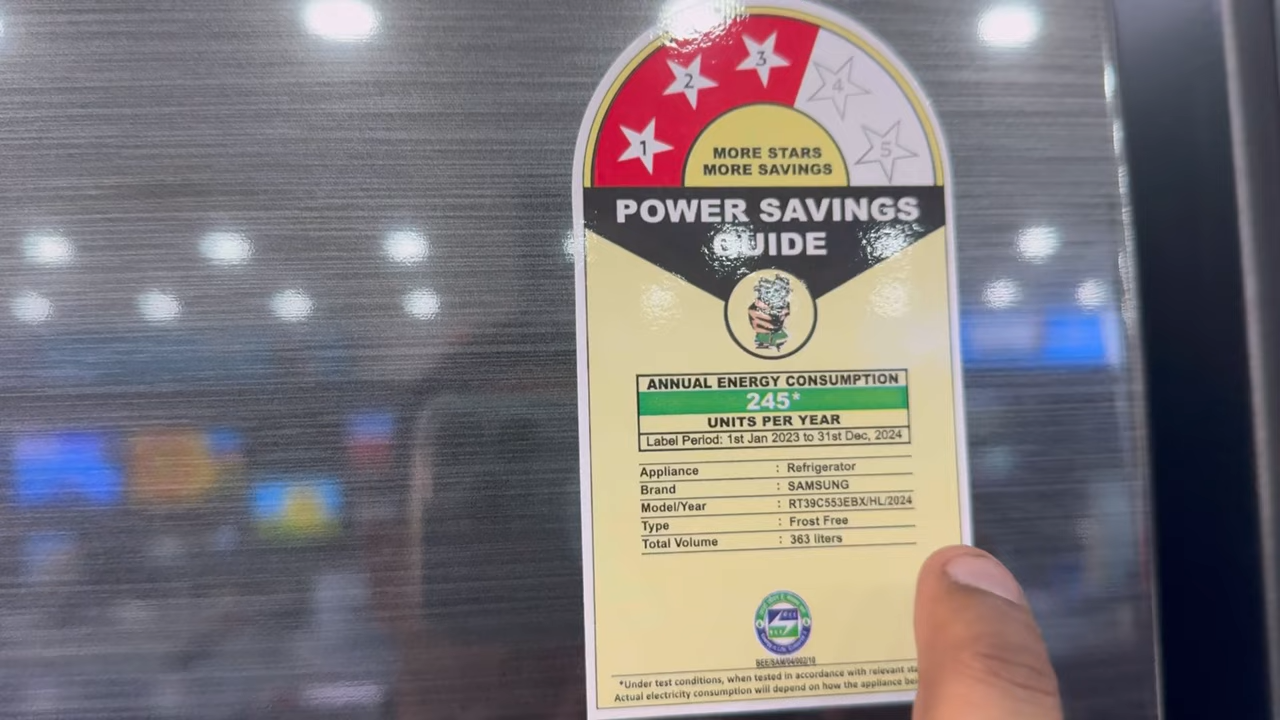 1 2 3 4 5
MORE STARS
MORE SAVINGS
POWER SAVINGS
GUIDE
ANNUAL ENERGY CONSUMPTION
245*
UNITS PER YEAR
Label Period: 1st Jan 2023 to 31st Dec, 2024
Appliance : Refrigerator
Brand : SAMSUNG
Model/Year : RT39C553EBX/HL/2024
Type : Frost Free
Total Volume : 363 liters
*Under test conditions, when tested in accordance with relevant
Actual electricity consumption will depend on how the appliance